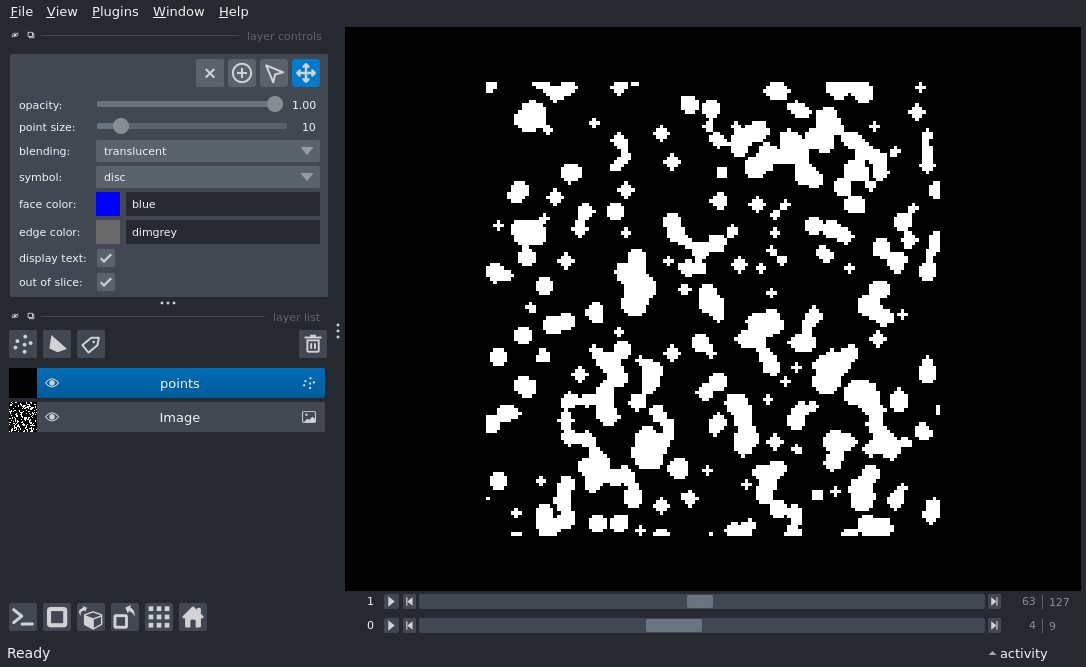 File View Plugins Window Help
layer controls
opacity: 1.00
point size: 10
blending: translucent
symbol: disc
face color: blue
edge color: dimgrey
display text:
out of slice:
layer list
points
Image
1 63 127
0 4 9
Ready activity